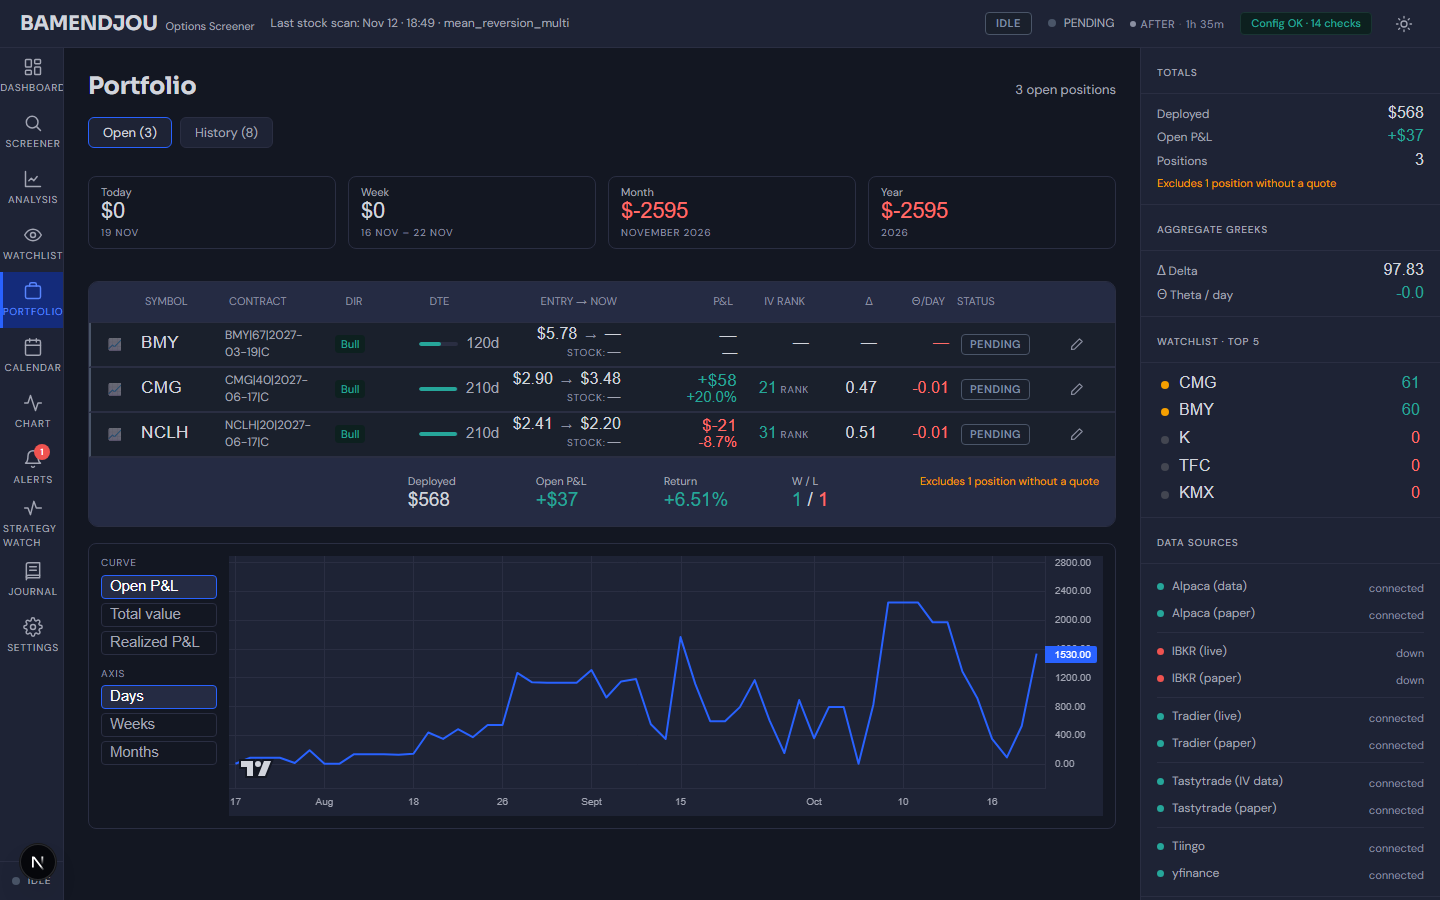 BAMENDJOU Options Screener Last stock scan: Nov 12 · 18:49 · mean_reversion_multi IDLE PENDING AFTER · 1h 35m Config OK · 14 checks
DASHBOARD
SCREENER
ANALYSIS
WATCHLIST
PORTFOLIO
CALENDAR
CHART
1
ALERTS
STRATEGY
WATCH
JOURNAL
SETTINGS
N
IDLE
Portfolio
3 open positions
Open (3) History (8)
Today
$0
19 NOV
Week
$0
16 NOV – 22 NOV
Month
$-2595
NOVEMBER 2026
Year
$-2595
2026
SYMBOL CONTRACT DIR DTE ENTRY → NOW P&L IV RANK Δ Θ/DAY STATUS
BMY BMY|67|2027-03-19|C Bull 120d $5.78 → — STOCK: — — — — — — PENDING
CMG CMG|40|2027-06-17|C Bull 210d $2.90 → $3.48 STOCK: — +$58 +20.0% 21 RANK 0.47 -0.01 PENDING
NCLH NCLH|20|2027-06-17|C Bull 210d $2.41 → $2.20 STOCK: — $-21 -8.7% 31 RANK 0.51 -0.01 PENDING
Deployed Open P&L Return W / L Excludes 1 position without a quote
$568 +$37 +6.51% 1 / 1
CURVE
Open P&L
Total value
Realized P&L
AXIS
Days
Weeks
Months
2800.00
2400.00
2000.00
1530.00
1200.00
800.00
400.00
0.00
17 Aug 18 26 Sept 15 Oct 10 16
TOTALS
Deployed $568
Open P&L +$37
Positions 3
Excludes 1 position without a quote
AGGREGATE GREEKS
Δ Delta 97.83
Θ Theta / day -0.0
WATCHLIST · TOP 5
CMG 61
BMY 60
K 0
TFC 0
KMX 0
DATA SOURCES
Alpaca (data) connected
Alpaca (paper) connected
IBKR (live) down
IBKR (paper) down
Tradier (live) connected
Tradier (paper) connected
Tastytrade (IV data) connected
Tastytrade (paper) connected
Tiingo connected
yfinance connected